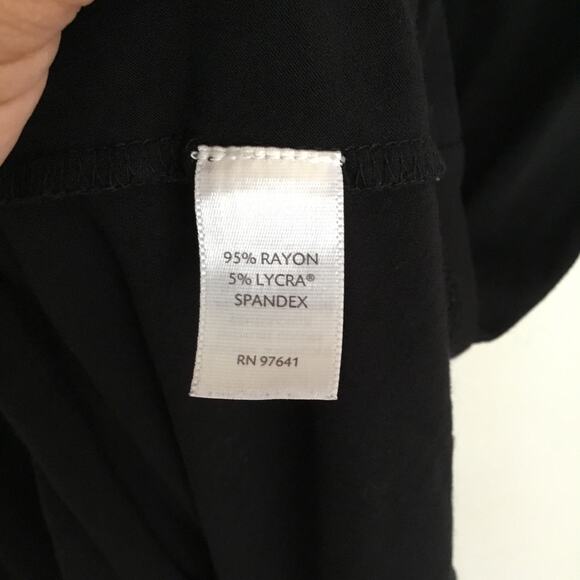 95% RAYON
5% LYCRA®
SPANDEX
RN 97641